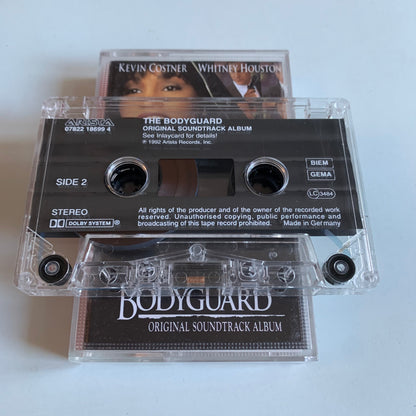 KEVIN COSTNER WHITNEY HOUSTON
ARISTA
07822 18699 4
THE BODYGUARD
ORIGINAL SOUNDTRACK ALBUM
See Inlaycard for details!
℗ 1992 Arista Records, Inc.
SIDE 2
BIEM
GEMA
LC 3484
STEREO
DOLBY SYSTEM®
All rights of the producer and of the owner of the recorded work
reserved. Unauthorised copying, public performance and
broadcasting of this tape record prohibited. Made in Germany
BODYGUARD
ORIGINAL SOUNDTRACK ALBUM